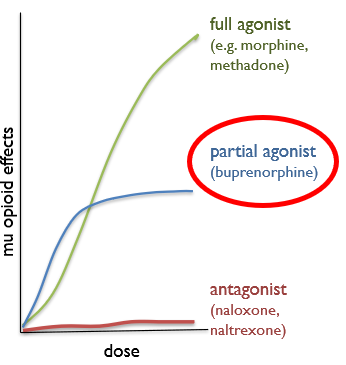 full agonist
(e.g. morphine,
methadone)
partial agonist
(buprenorphine)
antagonist
(naloxone,
naltrexone)
mu opioid effects
dose